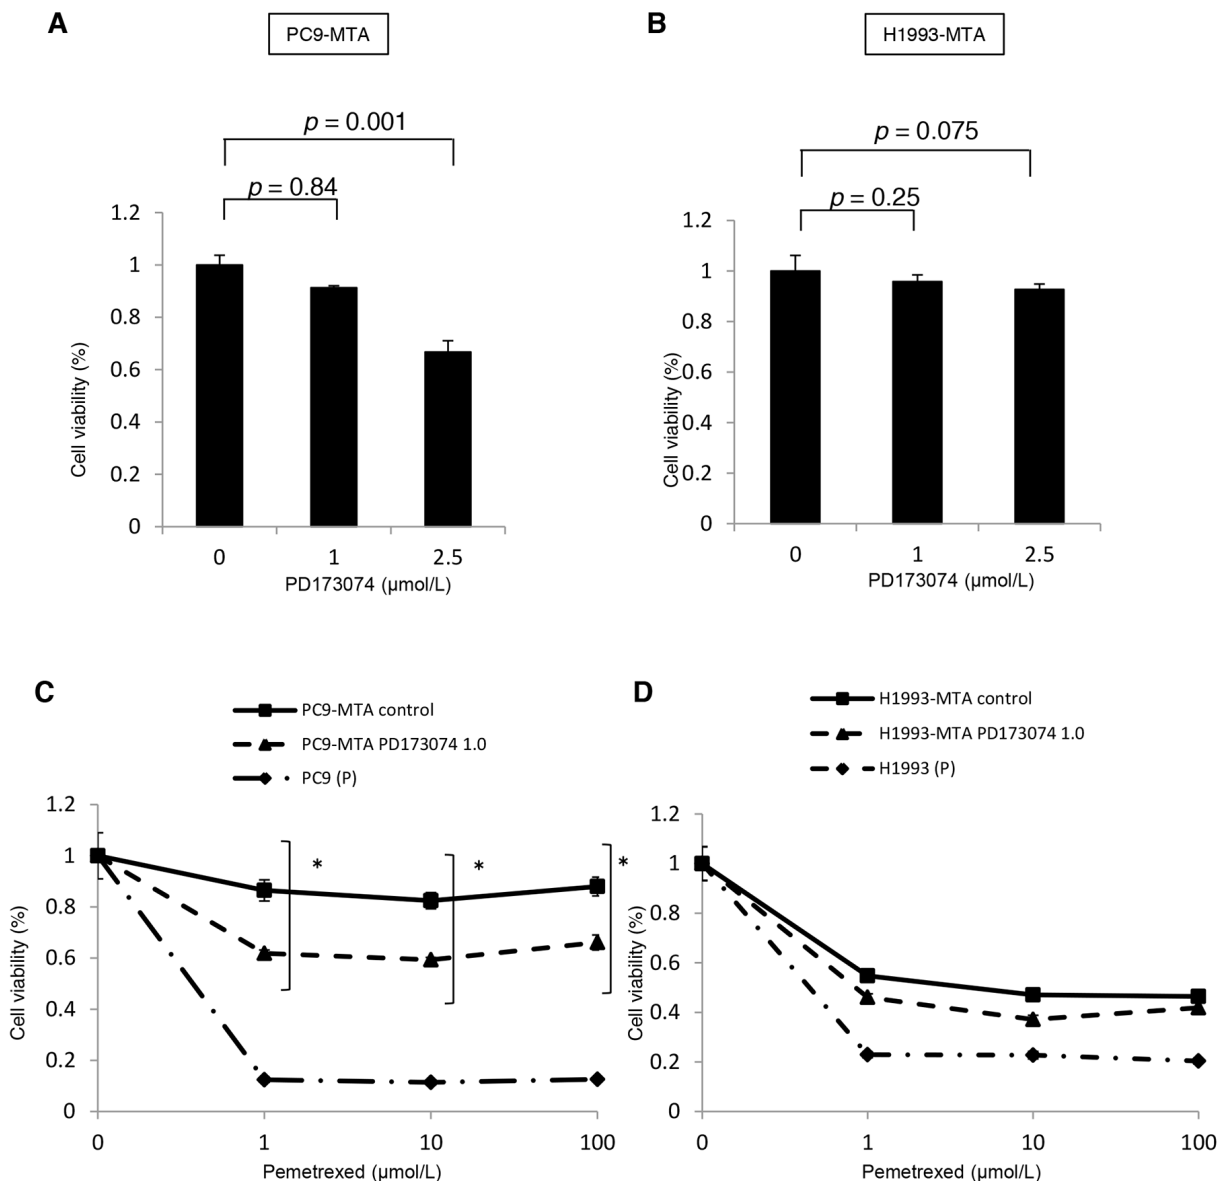 A
PC9-MTA
p = 0.001
p = 0.84
1.2
1
0.8
0.6
0.4
0.2
0
Cell viability (%)
0 1 2.5
PD173074 (µmol/L)
B
H1993-MTA
p = 0.075
p = 0.25
1.2
1
0.8
0.6
0.4
0.2
0
Cell viability (%)
0 1 2.5
PD173074 (µmol/L)
C
PC9-MTA control
PC9-MTA PD173074 1.0
PC9 (P)
1.2
1
0.8
0.6
0.4
0.2
0
Cell viability (%)
* * *
0 1 10 100
Pemetrexed (µmol/L)
D
H1993-MTA control
H1993-MTA PD173074 1.0
H1993 (P)
1.2
1
0.8
0.6
0.4
0.2
0
Cell viability (%)
0 1 10 100
Pemetrexed (µmol/L)